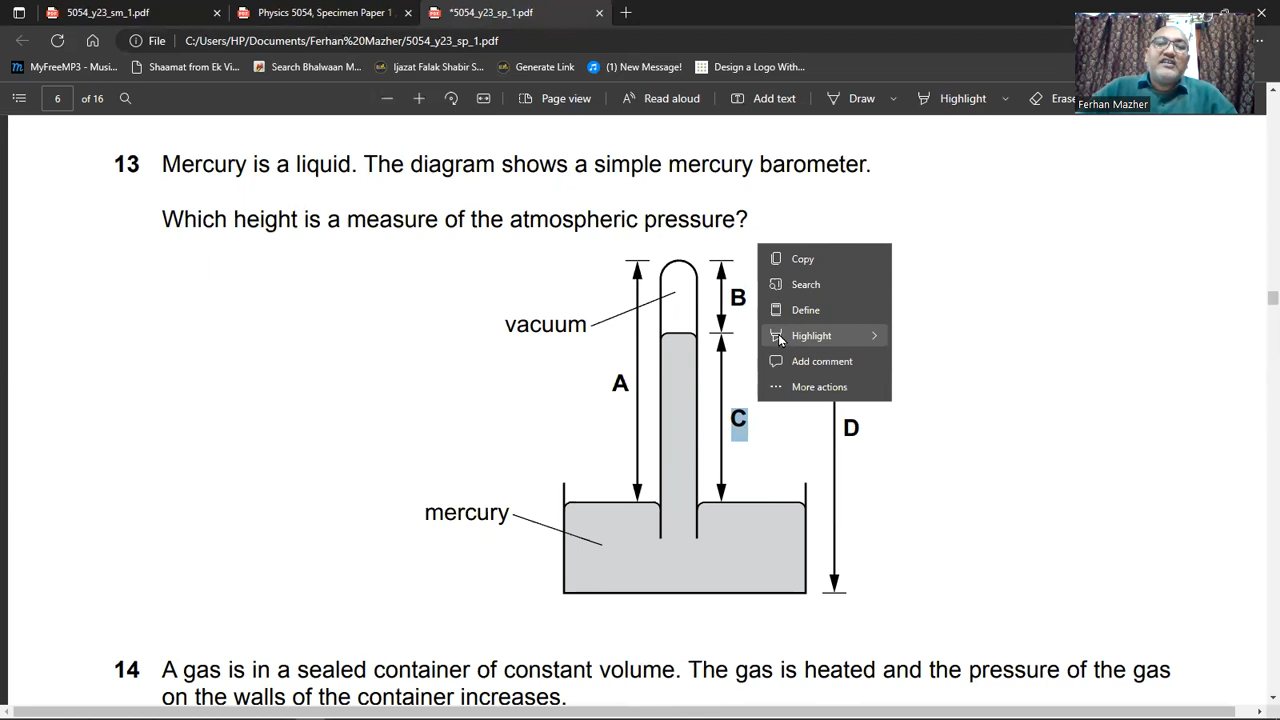 5054_y23_sm_1.pdf
Physics 5054, Specimen Paper 1
*5054_y23_sp_1.pdf
File
C:/Users/HP/Documents/Ferhan%20Mazher/5054_y23_sp_1.pdf
MyFreeMP3 - Musi...
Shaamat from Ek Vi...
Search Bhalwaan M...
Ijazat Falak Shabir S...
Generate Link
(1) New Message!
Design a Logo With...
6 of 16
Page view
Read aloud
Add text
Draw
Highlight
Erase
Ferhan Mazher
13 Mercury is a liquid. The diagram shows a simple mercury barometer.
Which height is a measure of the atmospheric pressure?
Copy
Search
Define
Highlight
Add comment
More actions
B
vacuum
A
C
D
mercury
14 A gas is in a sealed container of constant volume. The gas is heated and the pressure of the gas
on the walls of the container increases.